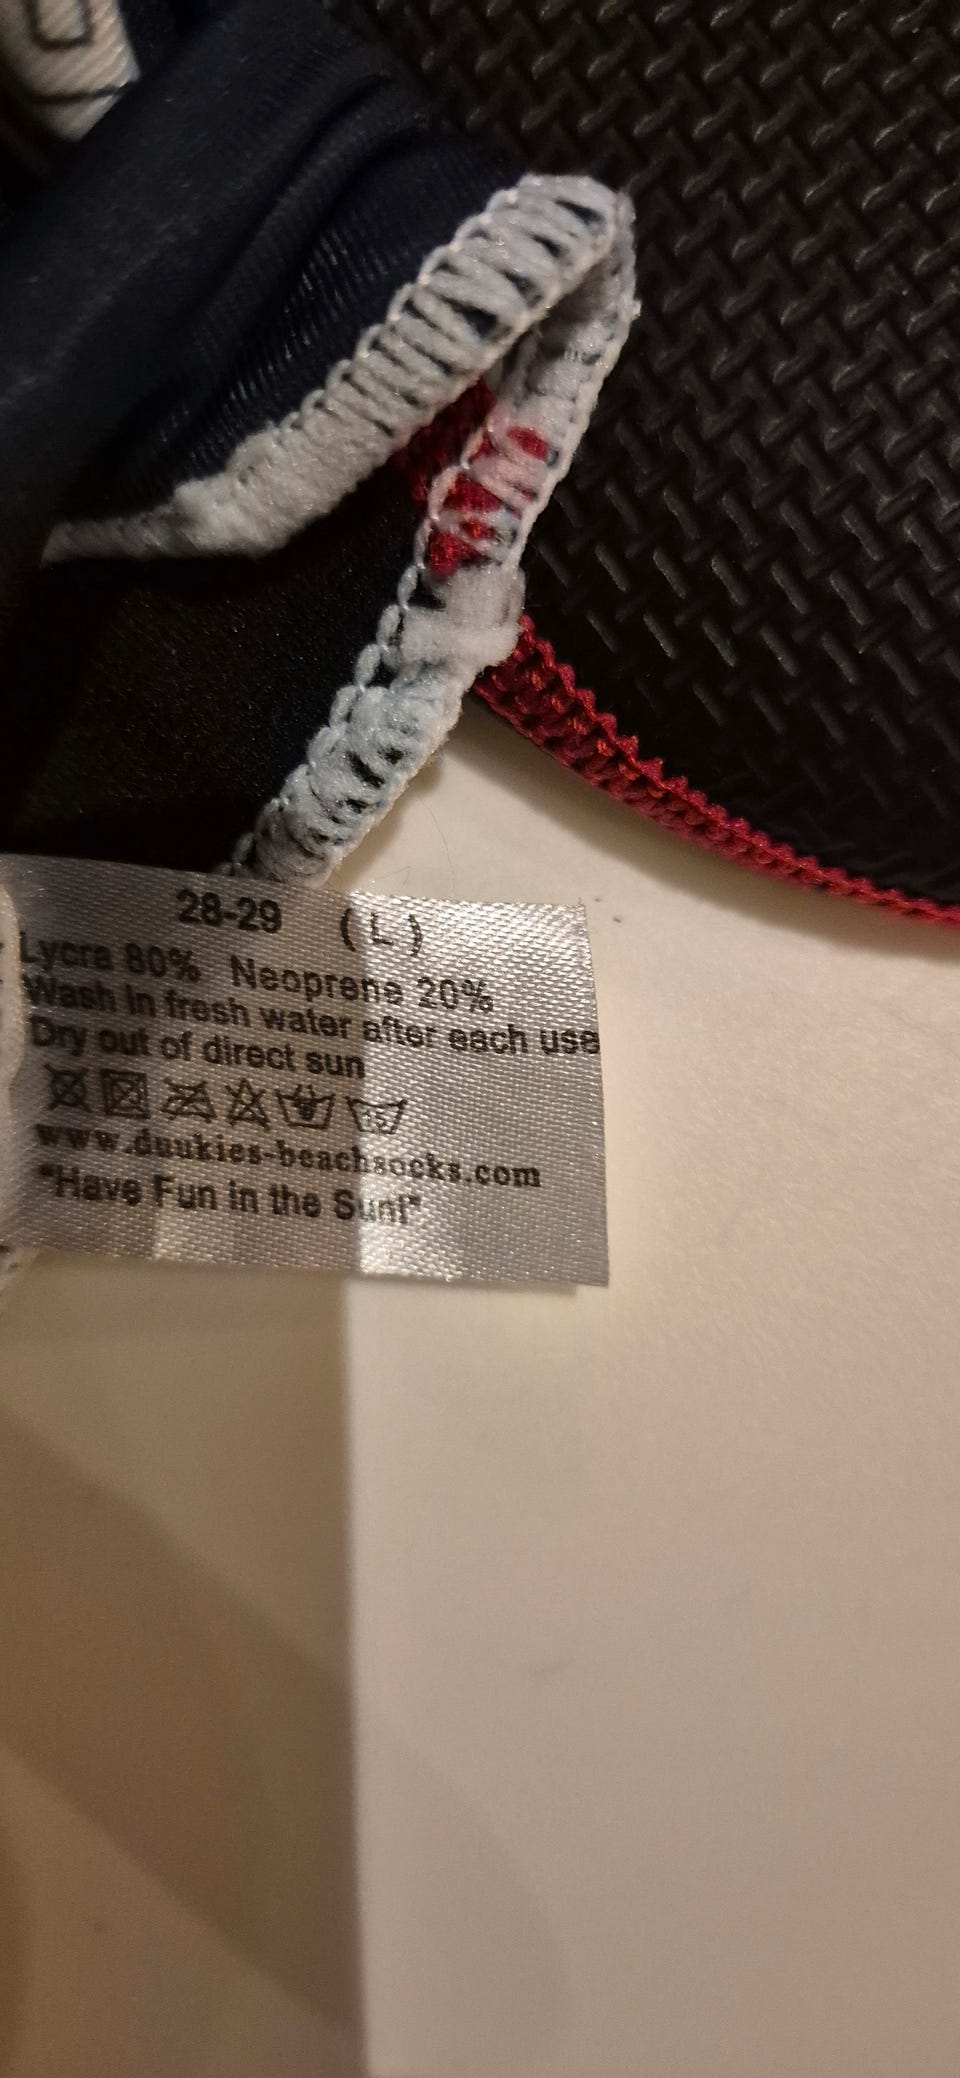 28-29 (L)
Lycra 80% Neoprene 20%
Wash in fresh water after each use
Dry out of direct sun
www.duukies-beachsocks.com
"Have Fun in the Sun!"